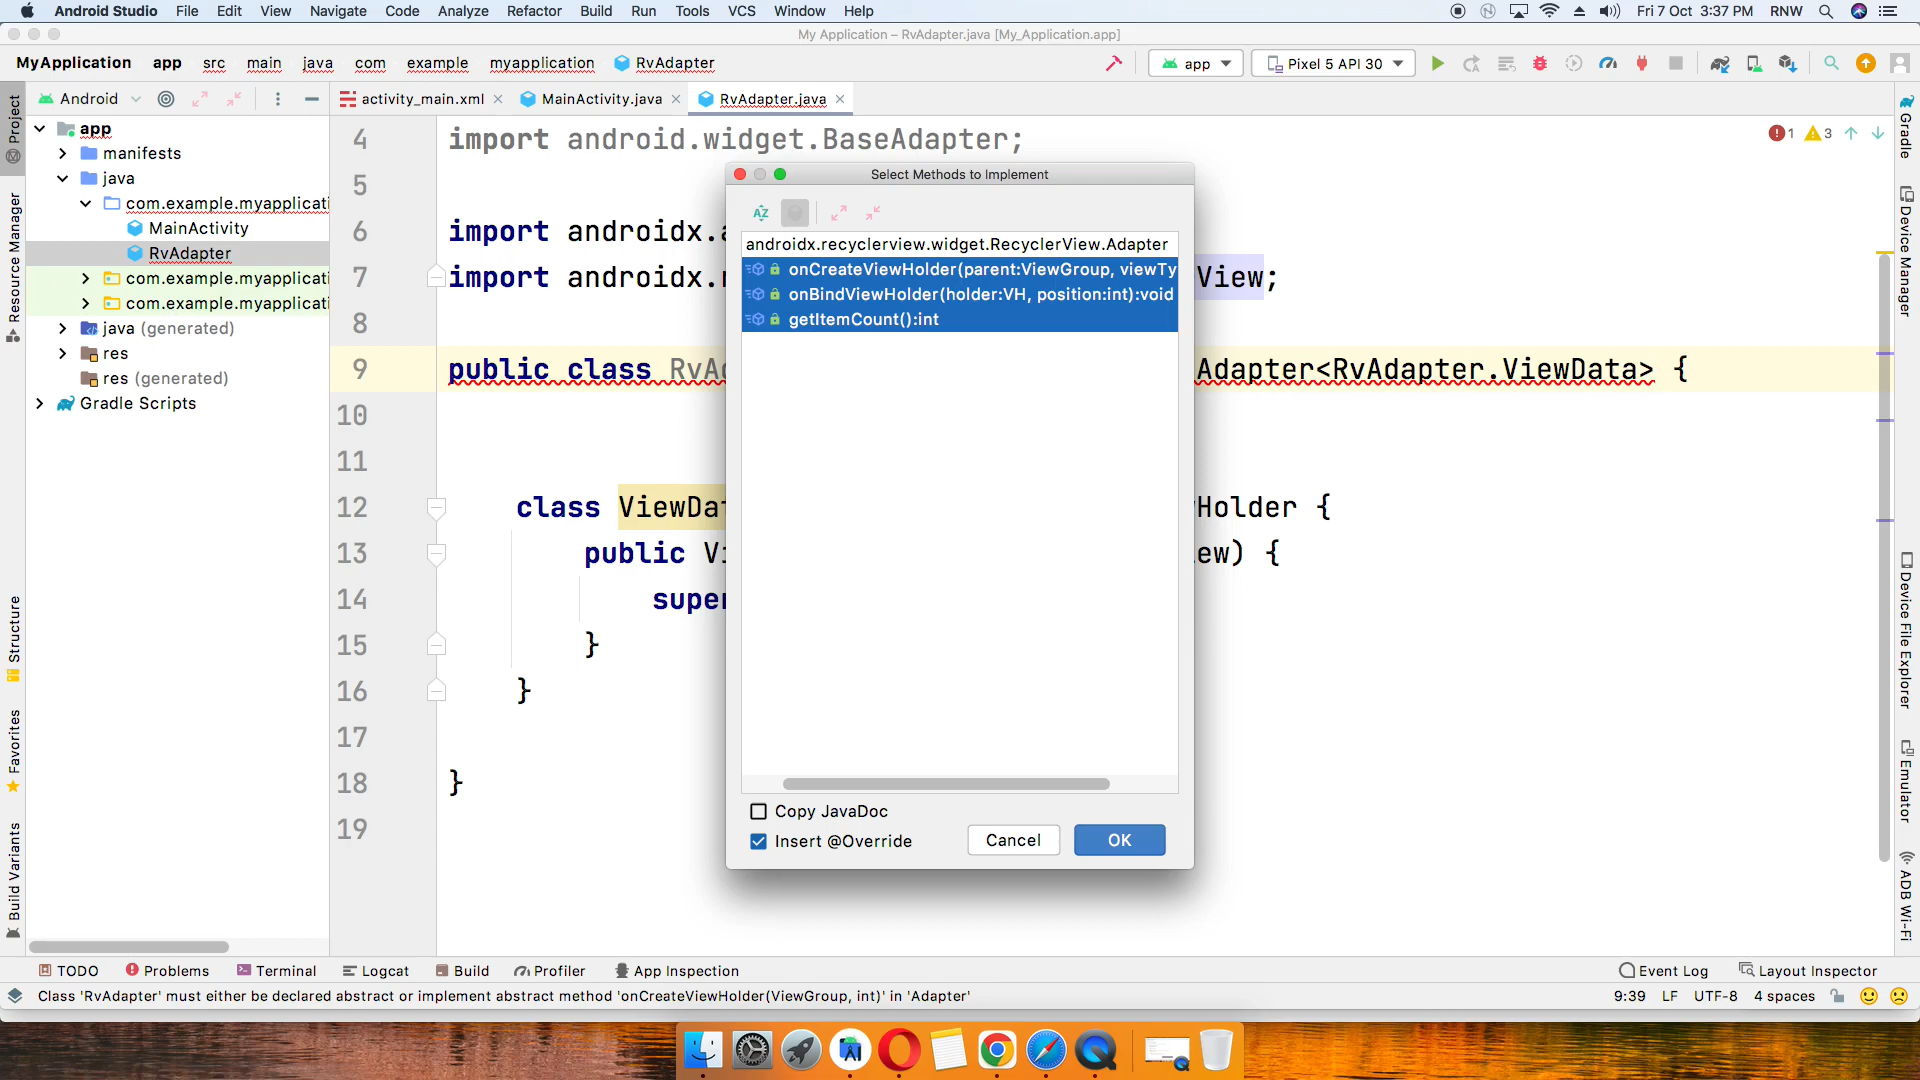 Android Studio File Edit View Navigate Code Analyze Refactor Build Run Tools VCS Window Help Fri 7 Oct 3:37 PM RNW
My Application – RvAdapter.java [My_Application.app]
MyApplication app src main java com example myapplication RvAdapter app Pixel 5 API 30
Android activity_main.xml MainActivity.java RvAdapter.java
Project
Resource Manager
Structure
Favorites
Build Variants
app
manifests
java
com.example.myapplicati
MainActivity
RvAdapter
com.example.myapplicati
com.example.myapplicati
java (generated)
res
res (generated)
Gradle Scripts
1 3
4 import android.widget.BaseAdapter;
5
6 import androidx.
7 import androidx. View;
8
9 public class RvA Adapter<RvAdapter.ViewData> {
10
11
12 class ViewDa Holder {
13 public Vi ew) {
14 super
15 }
16 }
17
18 }
19
Select Methods to Implement
AZ
androidx.recyclerview.widget.RecyclerView.Adapter
onCreateViewHolder(parent:ViewGroup, viewTy
onBindViewHolder(holder:VH, position:int):void
getItemCount():int
Copy JavaDoc
Insert @Override
Cancel OK
Gradle
Device Manager
Device File Explorer
Emulator
ADB Wi-Fi
TODO Problems Terminal Logcat Build Profiler App Inspection Event Log Layout Inspector
Class 'RvAdapter' must either be declared abstract or implement abstract method 'onCreateViewHolder(ViewGroup, int)' in 'Adapter' 9:39 LF UTF-8 4 spaces